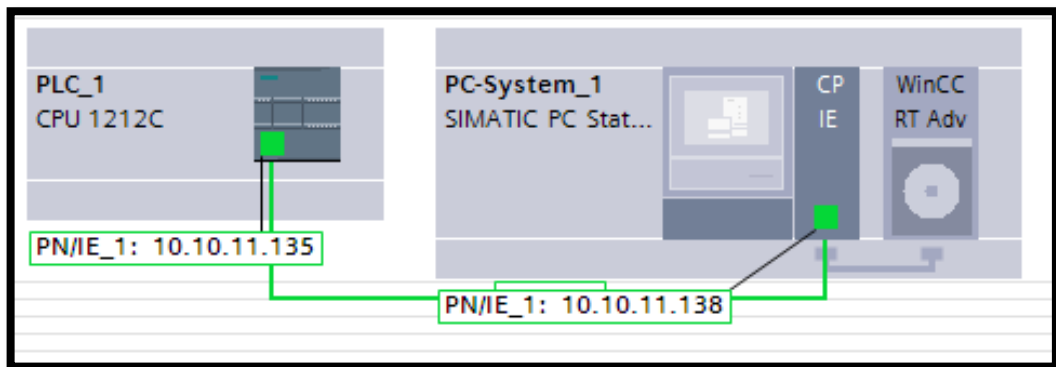 PLC_1
CPU 1212C
PC-System_1
SIMATIC PC Stat...
CP
IE
WinCC
RT Adv
PN/IE_1: 10.10.11.135
PN/IE_1: 10.10.11.138